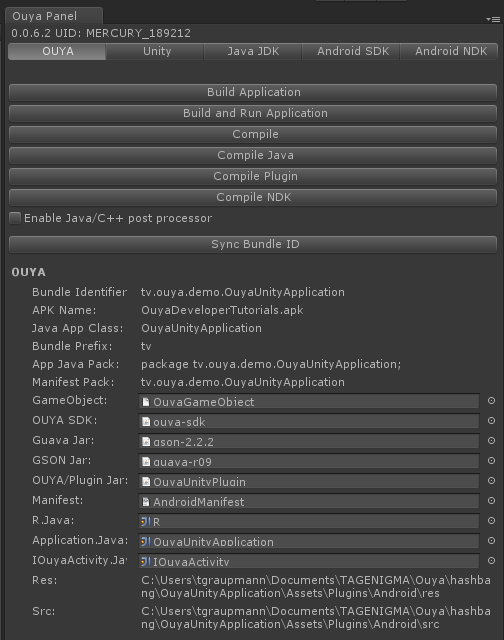 Ouya Panel
0.0.6.2 UID: MERCURY_189212
OUYA Unity Java JDK Android SDK Android NDK
Build Application
Build and Run Application
Compile
Compile Java
Compile Plugin
Compile NDK
Enable Java/C++ post processor
Sync Bundle ID
OUYA
Bundle Identifier tv.ouya.demo.OuyaUnityApplication
APK Name: OuyaDeveloperTutorials.apk
Java App Class: OuyaUnityApplication
Bundle Prefix: tv
App Java Pack: package tv.ouya.demo.OuyaUnityApplication;
Manifest Pack: tv.ouya.demo.OuyaUnityApplication
GameObject: OuyaGameObject
OUYA SDK: ouya-sdk
Guava Jar: gson-2.2.2
GSON Jar: guava-r09
OUYA/Plugin Jar: OuyaUnityPlugin
Manifest: AndroidManifest
R.Java: R
Application.Java: OuyaUnityApplication
IOuyaActivity.Ja IOuyaActivity
Res: C:\Users\tgraupmann\Documents\TAGENIGMA\Ouya\hashba
ng\OuyaUnityApplication\Assets\Plugins\Android\res
Src: C:\Users\tgraupmann\Documents\TAGENIGMA\Ouya\hashba
ng\OuyaUnityApplication\Assets\Plugins\Android\src